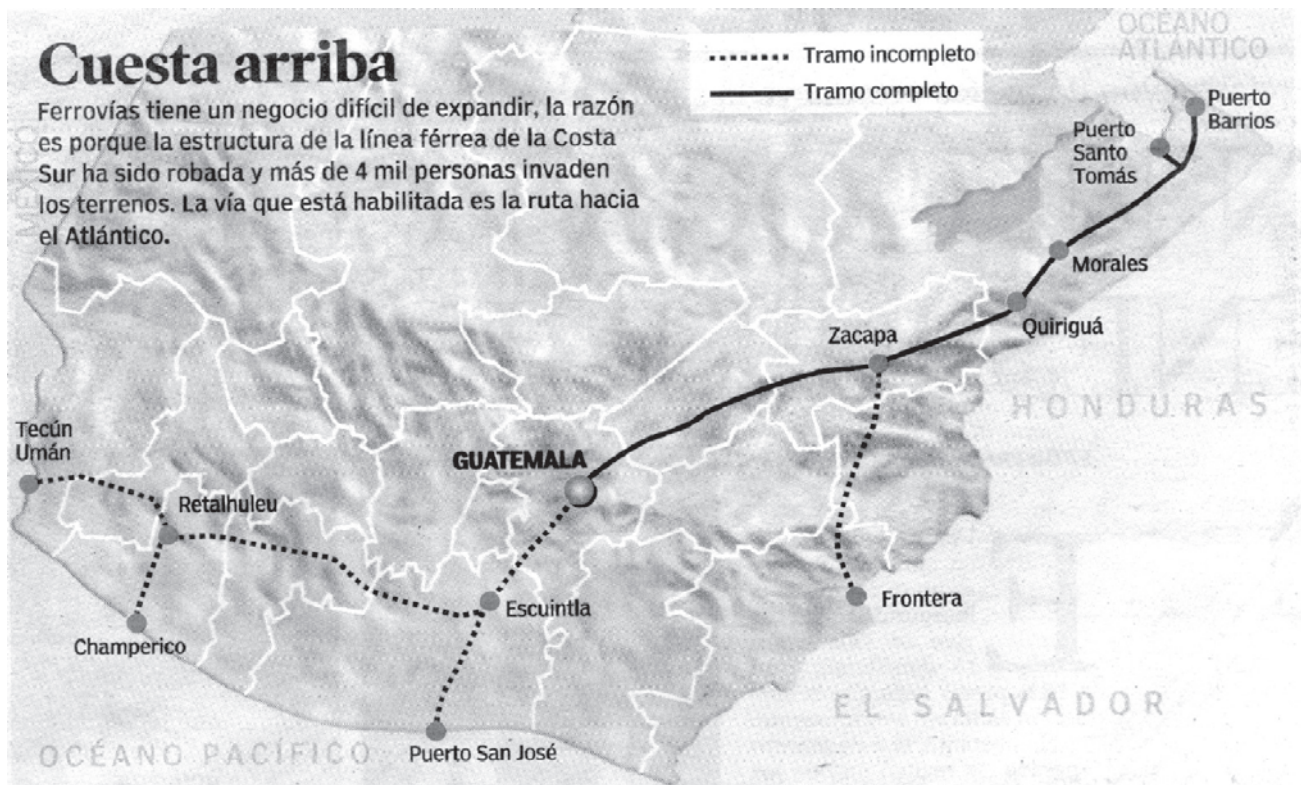 Cuesta arriba
Ferrovías tiene un negocio difícil de expandir, la razón
es porque la estructura de la línea férrea de la Costa
Sur ha sido robada y más de 4 mil personas invaden
los terrenos. La vía que está habilitada es la ruta hacia
el Atlántico.
Tramo incompleto
Tramo completo
OCÉANO
ATLÁNTICO
MÉXICO
Puerto
Barrios
Puerto
Santo
Tomás
Morales
Quiriguá
Zacapa
HONDURAS
Tecún
Umán
GUATEMALA
Retalhuleu
Escuintla
Frontera
Champerico
EL SALVADOR
OCÉANO PACÍFICO
Puerto San José